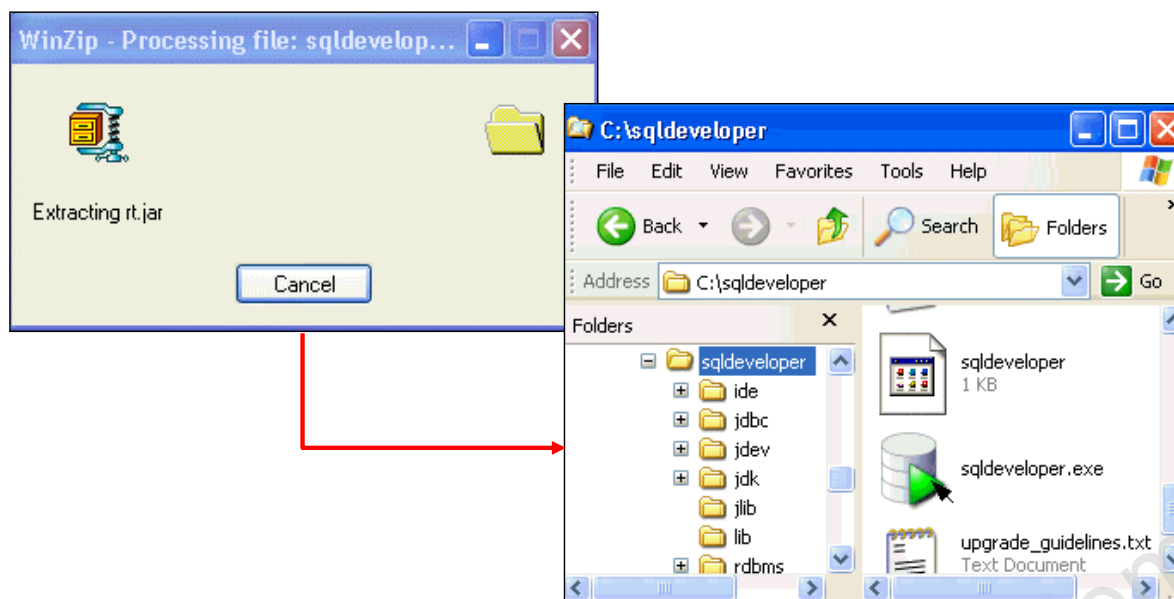 WinZip - Processing file: sqldevelop...
Extracting rt.jar
Cancel
C:\sqldeveloper
File Edit View Favorites Tools Help
Back Search Folders
Address C:\sqldeveloper Go
Folders
sqldeveloper
ide
jdbc
jdev
jdk
jlib
lib
rdbms
sqldeveloper
1 KB
sqldeveloper.exe
upgrade_guidelines.txt
Text Document